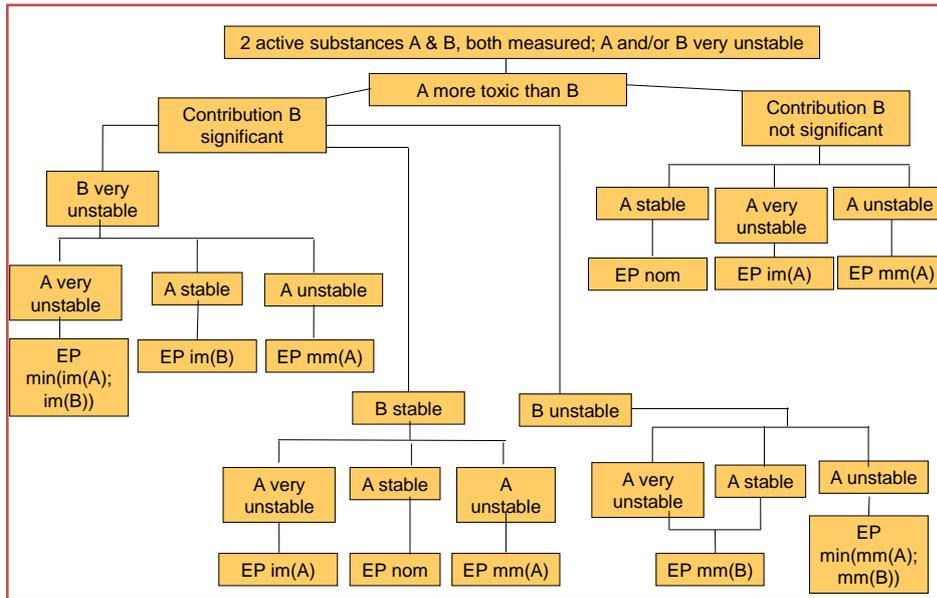 2 active substances A & B, both measured; A and/or B very unstable
A more toxic than B
Contribution B
significant
Contribution B
not significant
B very
unstable
A stable
A very
unstable
A unstable
EP nom
EP im(A)
EP mm(A)
A very
unstable
A stable
A unstable
EP
min(im(A);
im(B))
EP im(B)
EP mm(A)
B stable
B unstable
A very
unstable
A stable
A
unstable
EP im(A)
EP nom
EP mm(A)
A very
unstable
A stable
A unstable
EP mm(B)
EP
min(mm(A);
mm(B))